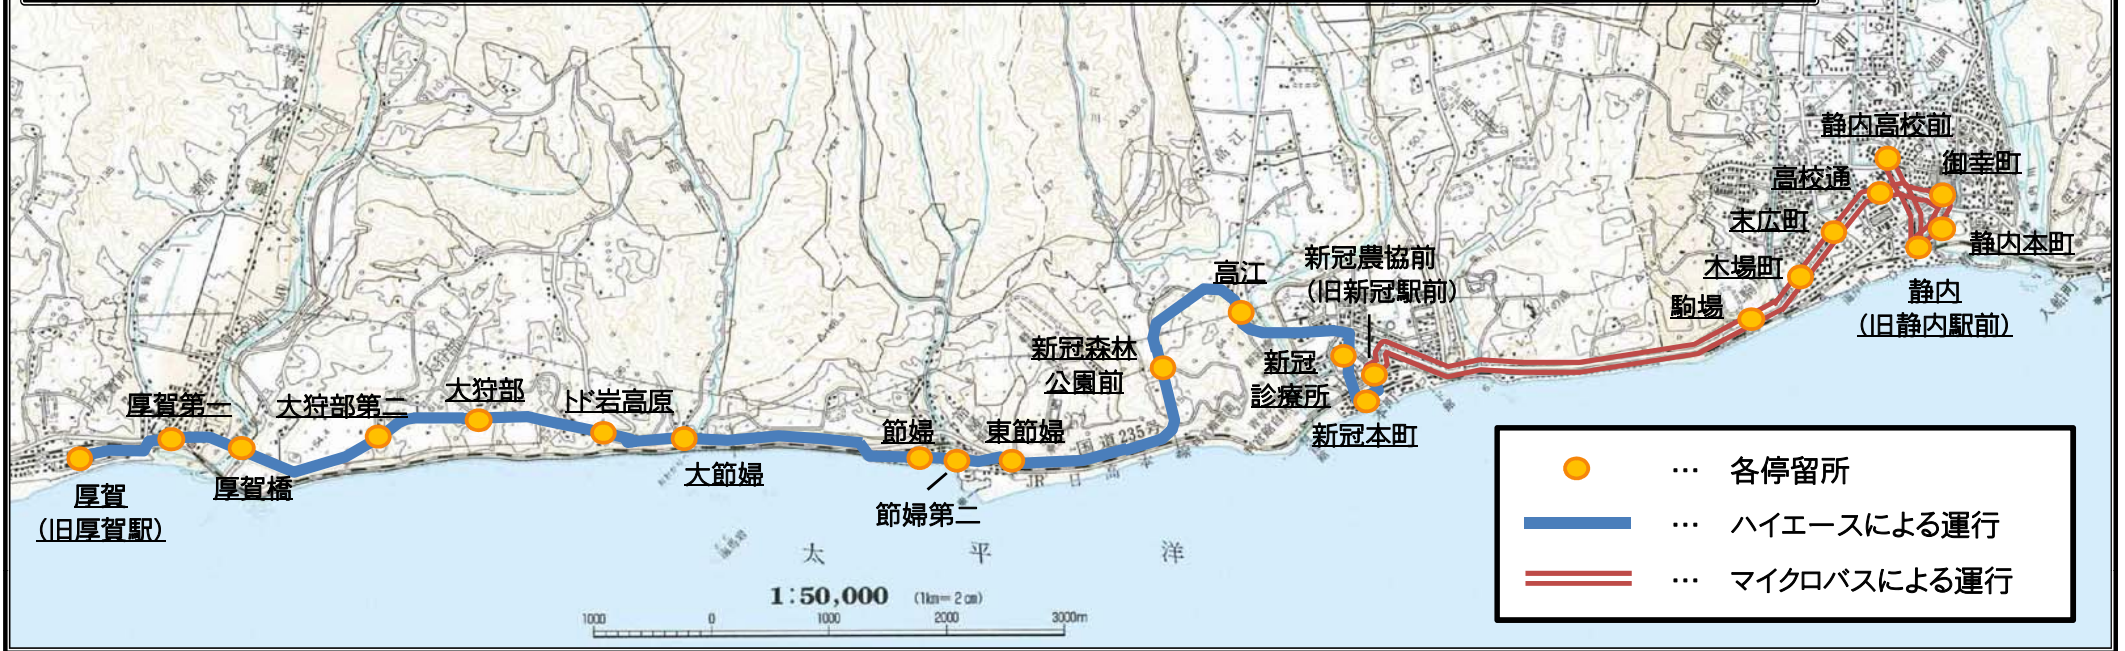 静内高校前
御幸町
高校通
末広町
静内本町
木場町
静内
(旧静内駅前)
駒場
高江
新冠農協前
(旧新冠駅前)
新冠森林
公園前
新冠
診療所
新冠本町
大狩部
トド岩高原
大狩部第二
厚賀第一
厚賀橋
厚賀
(旧厚賀駅)
大節婦
節婦
東節婦
節婦第二
国道235号
高江
太平洋
1:50,000 (1km=2cm)
1000 0 1000 2000 3000m
… 各停留所
… ハイエースによる運行
… マイクロバスによる運行